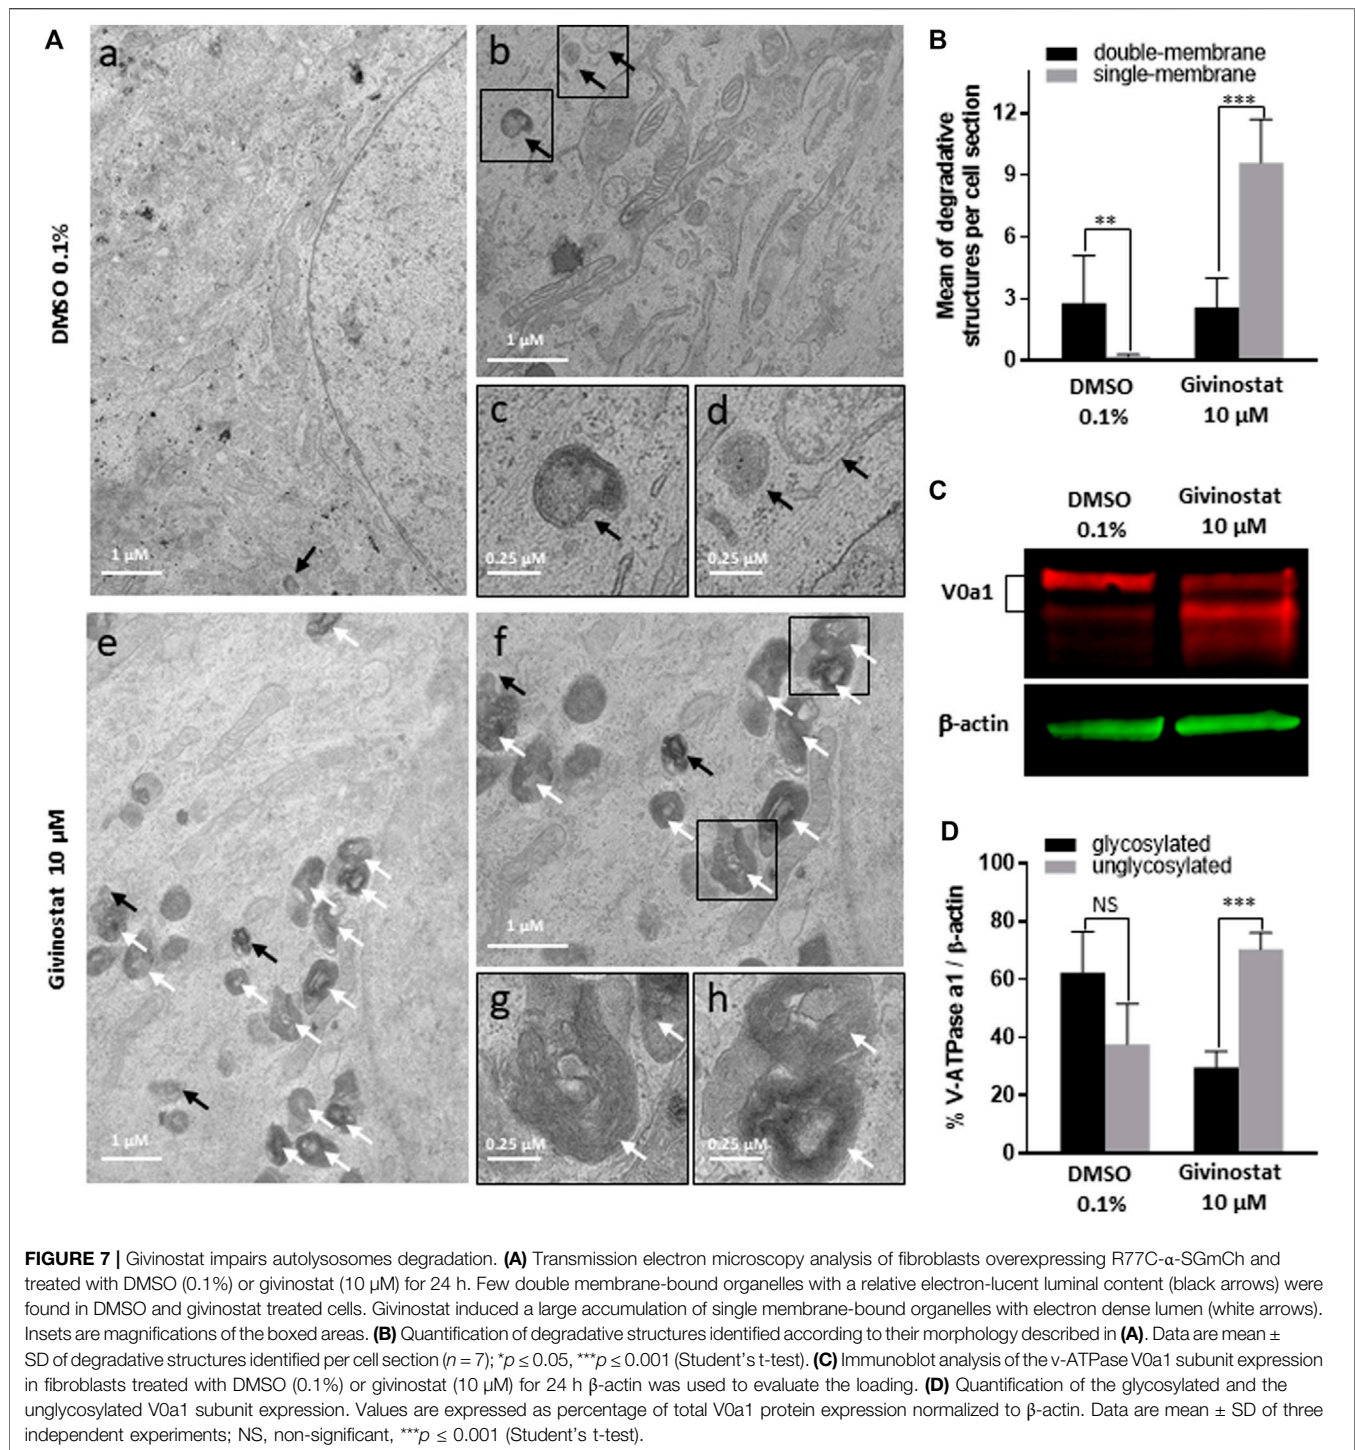 A
a
b
DMSO 0.1%
1 µM
1 µM
c
d
0.25 µM
0.25 µM
e
f
Givinostat 10 µM
1 µM
1 µM
g
h
0.25 µM
0.25 µM
B
double-membrane
single-membrane
Mean of degradative
structures per cell section
12
9
6
3
0
**
***
DMSO
0.1%
Givinostat
10 µM
C
DMSO
0.1%
Givinostat
10 µM
V0a1
β-actin
D
glycosylated
unglycosylated
% V-ATPase a1 / β-actin
100
80
60
40
20
0
NS
***
DMSO
0.1%
Givinostat
10 µM
FIGURE 7 | Givinostat impairs autolysosomes degradation. (A) Transmission electron microscopy analysis of fibroblasts overexpressing R77C-α-SGmCh and
treated with DMSO (0.1%) or givinostat (10 µM) for 24 h. Few double membrane-bound organelles with a relative electron-lucent luminal content (black arrows) were
found in DMSO and givinostat treated cells. Givinostat induced a large accumulation of single membrane-bound organelles with electron dense lumen (white arrows).
Insets are magnifications of the boxed areas. (B) Quantification of degradative structures identified according to their morphology described in (A). Data are mean ±
SD of degradative structures identified per cell section (n = 7); *p ≤ 0.05, ***p ≤ 0.001 (Student's t-test). (C) Immunoblot analysis of the v-ATPase V0a1 subunit expression
in fibroblasts treated with DMSO (0.1%) or givinostat (10 µM) for 24 h β-actin was used to evaluate the loading. (D) Quantification of the glycosylated and the
unglycosylated V0a1 subunit expression. Values are expressed as percentage of total V0a1 protein expression normalized to β-actin. Data are mean ± SD of three
independent experiments; NS, non-significant, ***p ≤ 0.001 (Student's t-test).